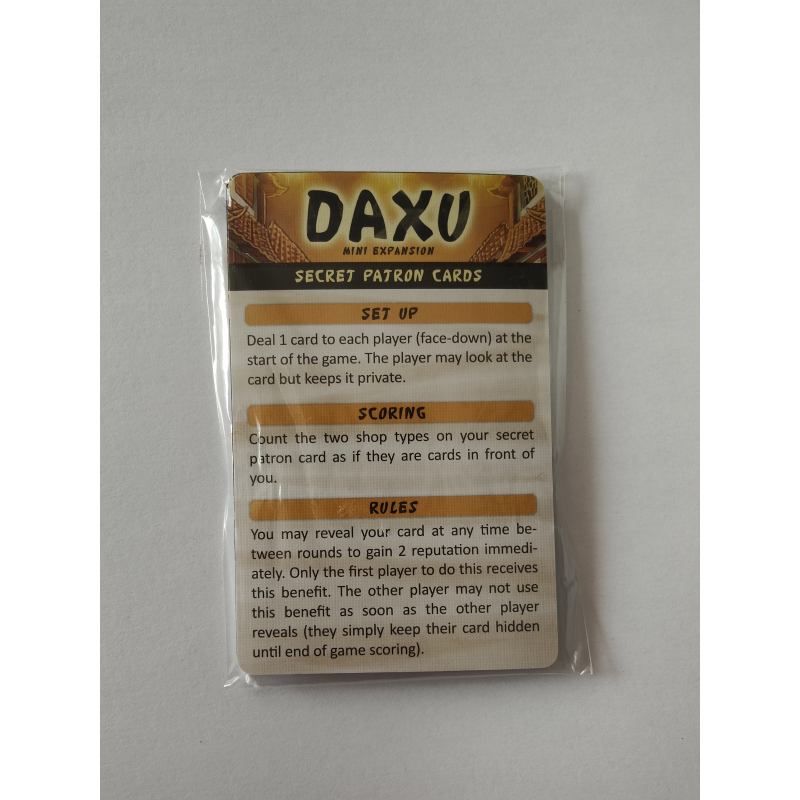 DAXU
MINI EXPANSION
SECRET PATRON CARDS
SET UP
Deal 1 card to each player (face-down) at the
start of the game. The player may look at the
card but keeps it private.
SCORING
Count the two shop types on your secret
patron card as if they are cards in front of
you.
RULES
You may reveal your card at any time be-
tween rounds to gain 2 reputation immedi-
ately. Only the first player to do this receives
this benefit. The other player may not use
this benefit as soon as the other player
reveals (they simply keep their card hidden
until end of game scoring).